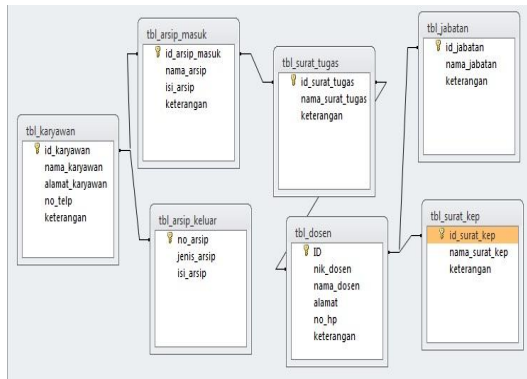 tbl_arsip_masuk
id_arsip_masuk
nama_arsip
isi_arsip
keterangan
tbl_surat_tugas
id_surat_tugas
nama_surat_tugas
keterangan
tbl_jabatan
id_jabatan
nama_jabatan
keterangan
tbl_karyawan
id_karyawan
nama_karyawan
alamat_karyawan
no_telp
keterangan
tbl_arsip_keluar
no_arsip
jenis_arsip
isi_arsip
tbl_dosen
ID
nik_dosen
nama_dosen
alamat
no_hp
keterangan
tbl_surat_kep
id_surat_kep
nama_surat_kep
keterangan